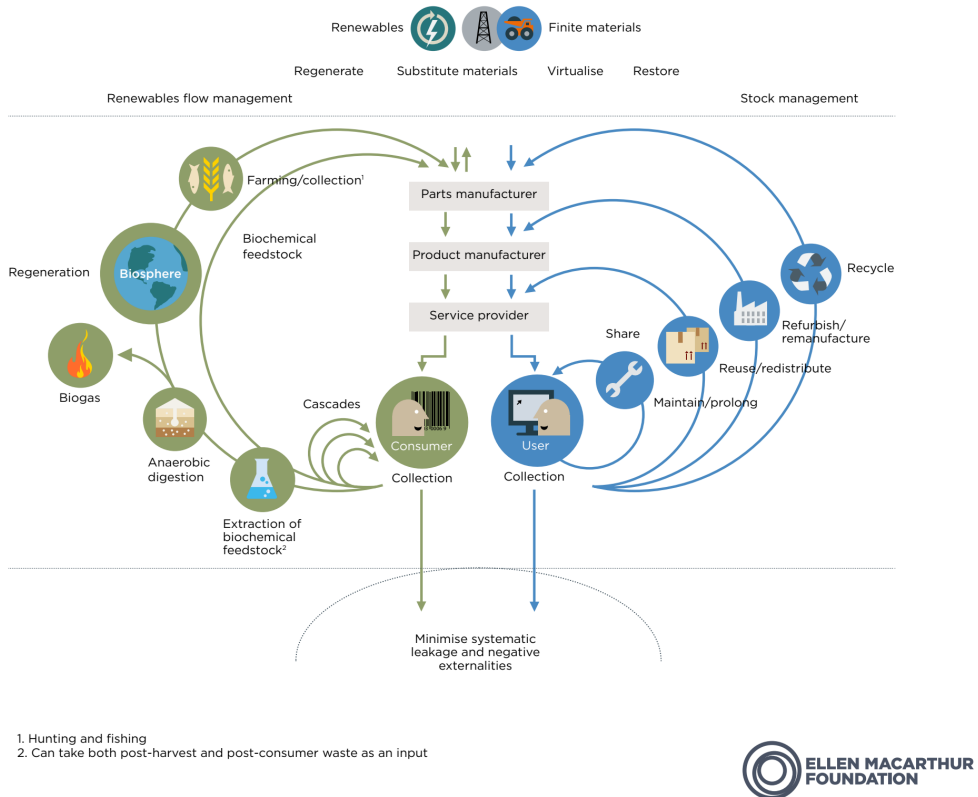 Renewables
Finite materials
Regenerate
Substitute materials
Virtualise
Restore
Renewables flow management
Stock management
Farming/collection1
Parts manufacturer
Biochemical
feedstock
Product manufacturer
Regeneration
Biosphere
Recycle
Service provider
Share
Refurbish/
remanufacture
Reuse/redistribute
Biogas
Maintain/prolong
Cascades
Consumer
User
Anaerobic
digestion
Collection
Collection
Extraction of
biochemical
feedstock2
Minimise systematic
leakage and negative
externalities
1. Hunting and fishing
2. Can take both post-harvest and post-consumer waste as an input
ELLEN MACARTHUR
FOUNDATION